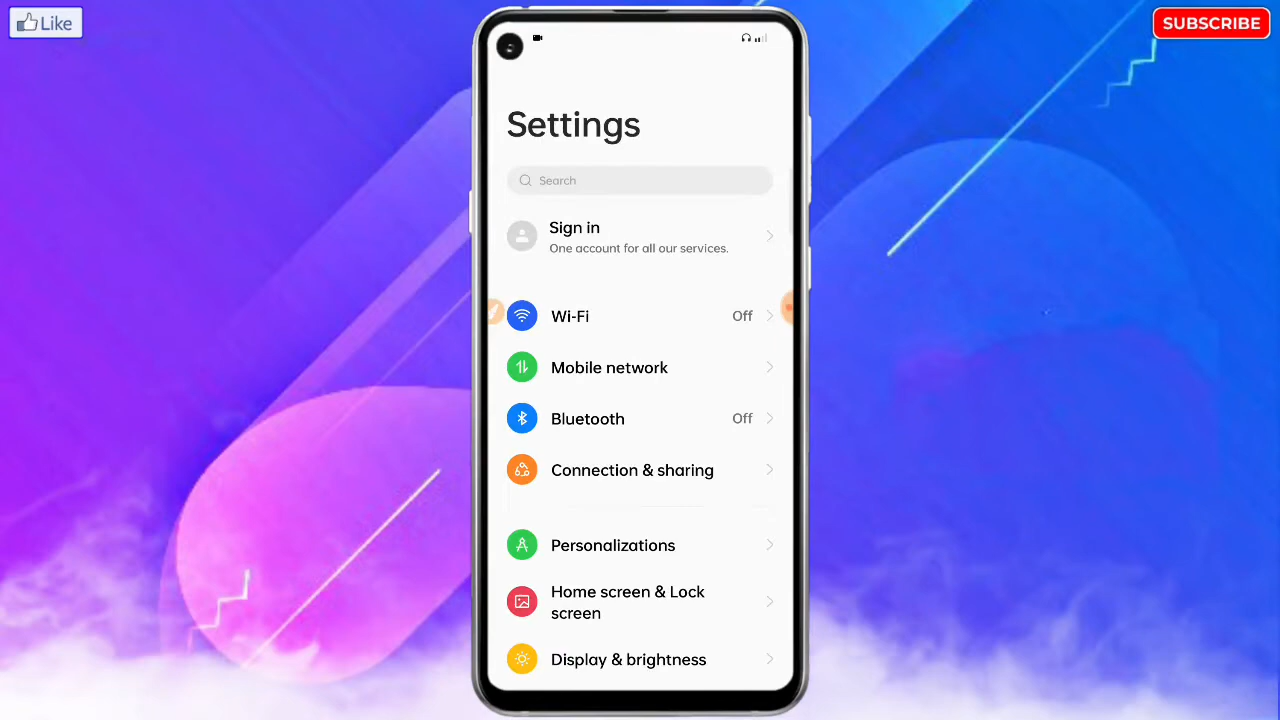 Like
SUBSCRIBE
Settings
Search
Sign in
One account for all our services.
Wi-Fi
Off
Mobile network
Bluetooth
Off
Connection & sharing
Personalizations
Home screen & Lock
screen
Display & brightness